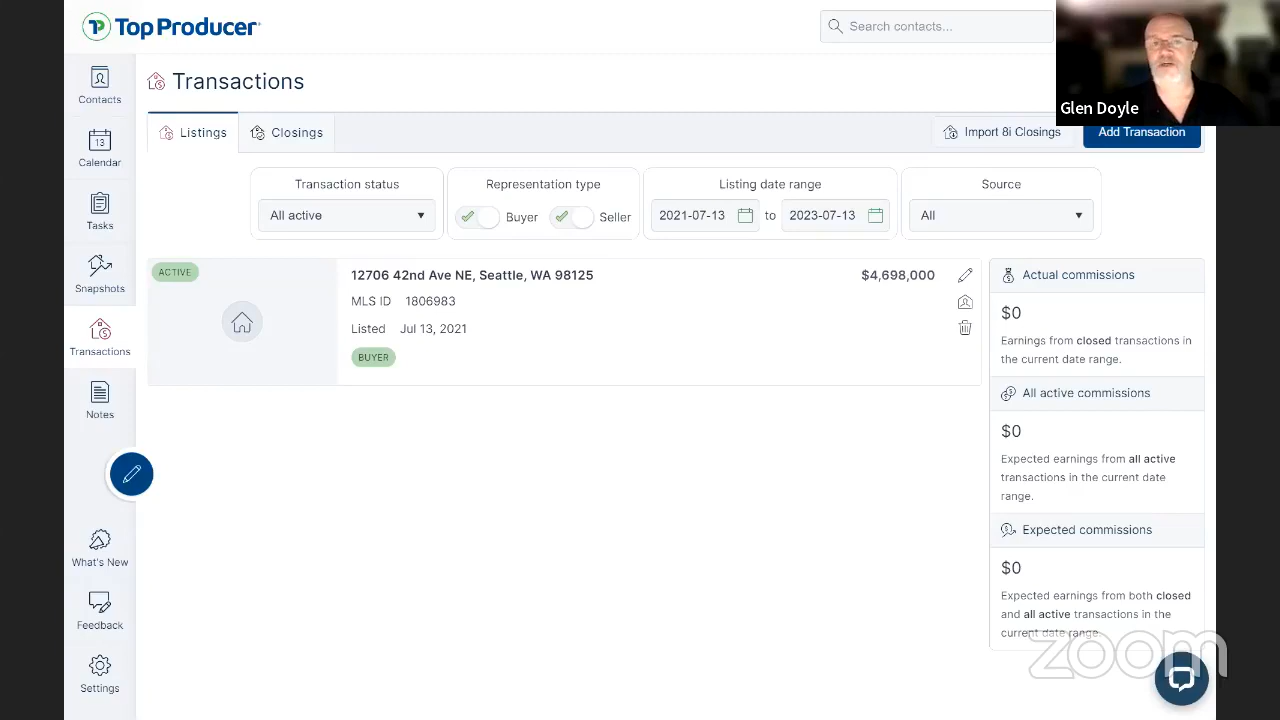 Top Producer
Search contacts...
Glen Doyle
Contacts
13
Calendar
Tasks
Snapshots
Transactions
Notes
What's New
Feedback
Settings
Transactions
Listings
Closings
Import 8i Closings
Add Transaction
Transaction status
All active
Representation type
Buyer
Seller
Listing date range
2021-07-13
to
2023-07-13
Source
All
ACTIVE
12706 42nd Ave NE, Seattle, WA 98125
$4,698,000
MLS ID 1806983
Listed Jul 13, 2021
BUYER
Actual commissions
$0
Earnings from closed transactions in
the current date range.
All active commissions
$0
Expected earnings from all active
transactions in the current date
range.
Expected commissions
$0
Expected earnings from both closed
and all active transactions in the
current date range.
zoom